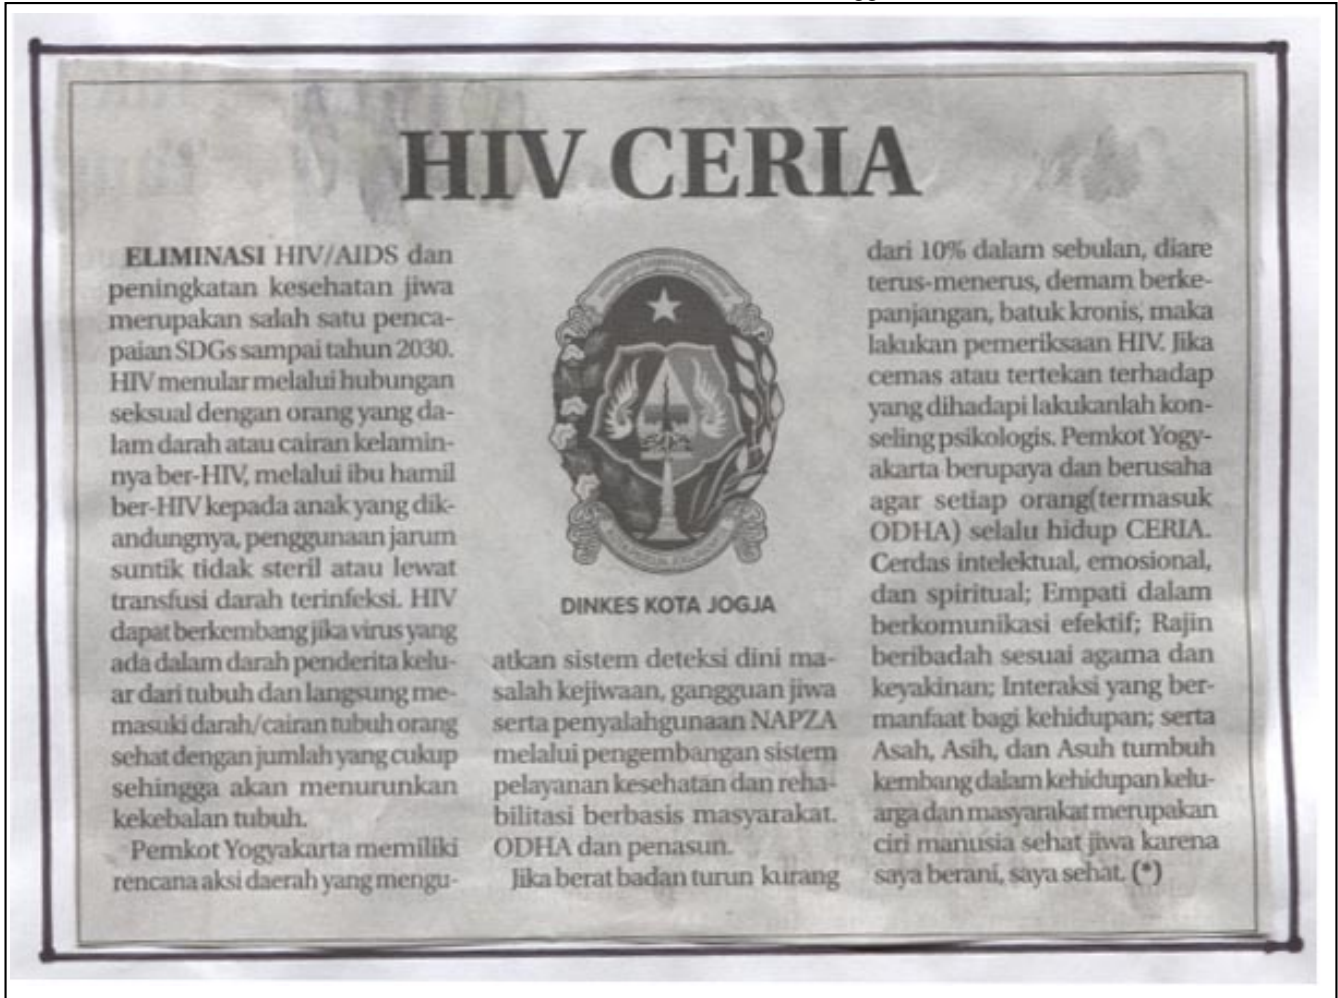 HIV CERIA
ELIMINASI HIV/AIDS dan
peningkatan kesehatan jiwa
merupakan salah satu penca-
paian SDGs sampai tahun 2030.
HIV menular melalui hubungan
seksual dengan orang yang da-
lam darah atau cairan kelamin-
nya ber-HIV, melalui ibu hamil
ber-HIV kepada anak yang dik-
andungnya, penggunaan jarum
suntik tidak steril atau lewat
transfusi darah terinfeksi. HIV
dapat berkembang jika virus yang
ada dalam darah penderita kelu-
ar dari tubuh dan langsung me-
masuki darah/cairan tubuh orang
sehat dengan jumlah yang cukup
sehingga akan menurunkan
kekebalan tubuh.
Pemkot Yogyakarta memiliki
rencana aksi daerah yang mengu-
DINKES KOTA JOGJA
atkan sistem deteksi dini ma-
salah kejiwaan, gangguan jiwa
serta penyalahgunaan NAPZA
melalui pengembangan sistem
pelayanan kesehatan dan reha-
bilitasi berbasis masyarakat.
ODHA dan penasun.
Jika berat badan turun kurang
dari 10% dalam sebulan, diare
terus-menerus, demam berke-
panjangan, batuk kronis, maka
lakukan pemeriksaan HIV. Jika
cemas atau tertekan terhadap
yang dihadapi lakukanlah kon-
seling psikologis. Pemkot Yogy-
akarta berupaya dan berusaha
agar setiap orang(termasuk
ODHA) selalu hidup CERIA.
Cerdas intelektual, emosional,
dan spiritual; Empati dalam
berkomunikasi efektif; Rajin
beribadah sesuai agama dan
keyakinan; Interaksi yang ber-
manfaat bagi kehidupan; serta
Asah, Asih, dan Asuh tumbuh
kembang dalam kehidupan kelu-
arga dan masyarakat merupakan
ciri manusia sehat jiwa karena
saya berani, saya sehat. (*)